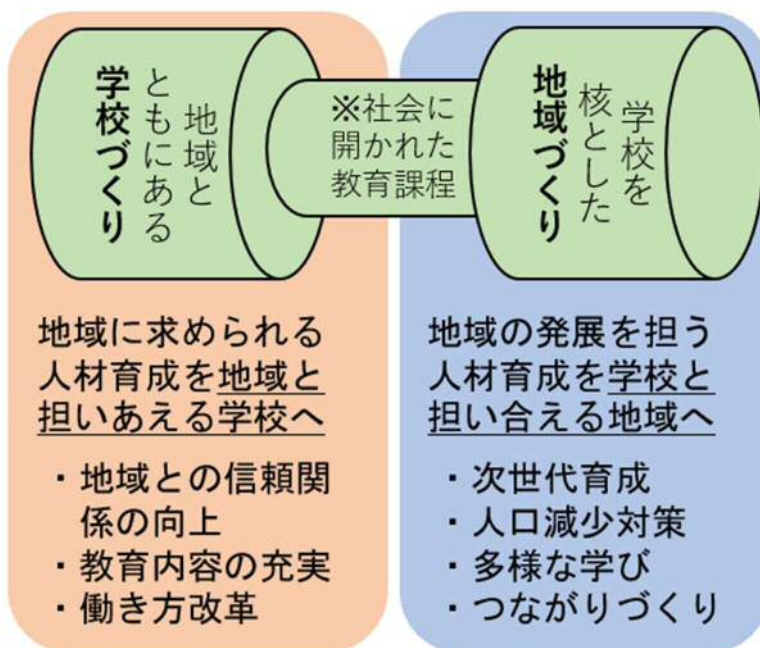 地域と
ともにある
学校づくり
※社会に
開かれた
教育課程
学校を
核とした
地域づくり
地域に求められる
人材育成を地域と
担いあえる学校へ
・地域との信頼関
係の向上
・教育内容の充実
・働き方改革
地域の発展を担う
人材育成を学校と
担い合える地域へ
・次世代育成
・人口減少対策
・多様な学び
・つながりづくり